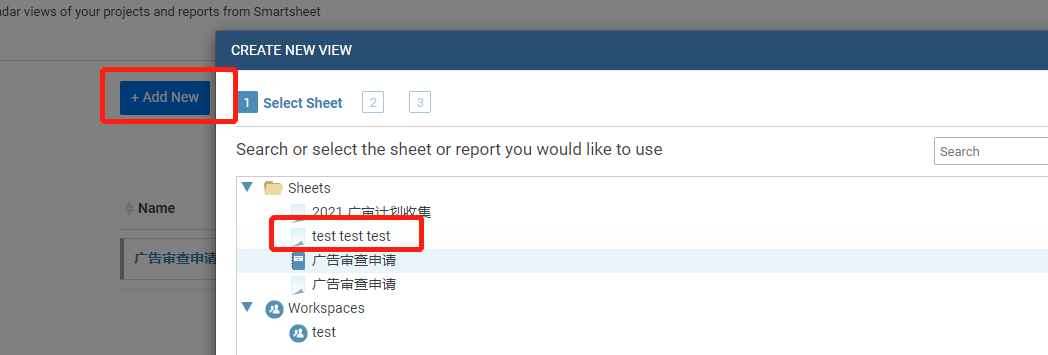 ndar views of your projects and reports from Smartsheet
CREATE NEW VIEW
+ Add New
1 Select Sheet 2 3
Search or select the sheet or report you would like to use
Search
Sheets
Name
2021 广审计划收集
test test test
广告审查申请
广告审查申请
广告审查申请
Workspaces
test